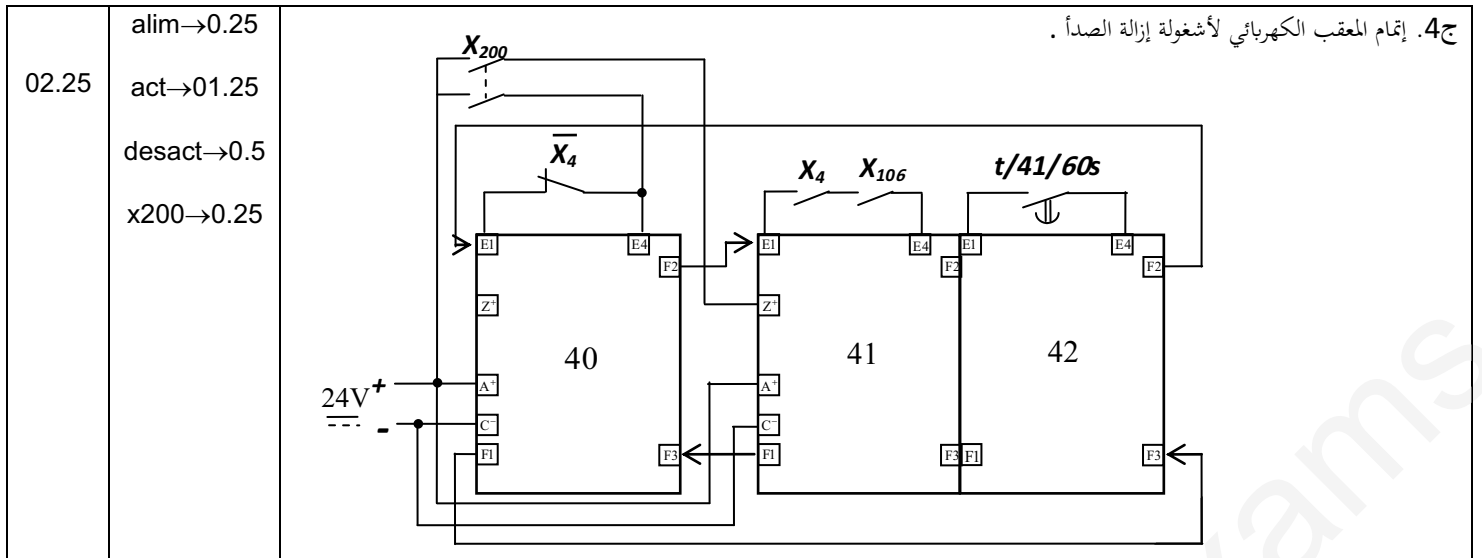 02.25
alim→0.25
act→01.25
desact→0.5
x200→0.25
ج4. إتمام المعقب الكهربائي لأشغولة إزالة الصدأ .
X200
X̅4
X4 X106 t/41/60s
E1 E4 E1 E4 E1 E4
F2 F2 F2
Z+ Z+
40 41 42
24V + A+ A+
- C− C−
F1 F3 F1 F3 F1 F3
xams